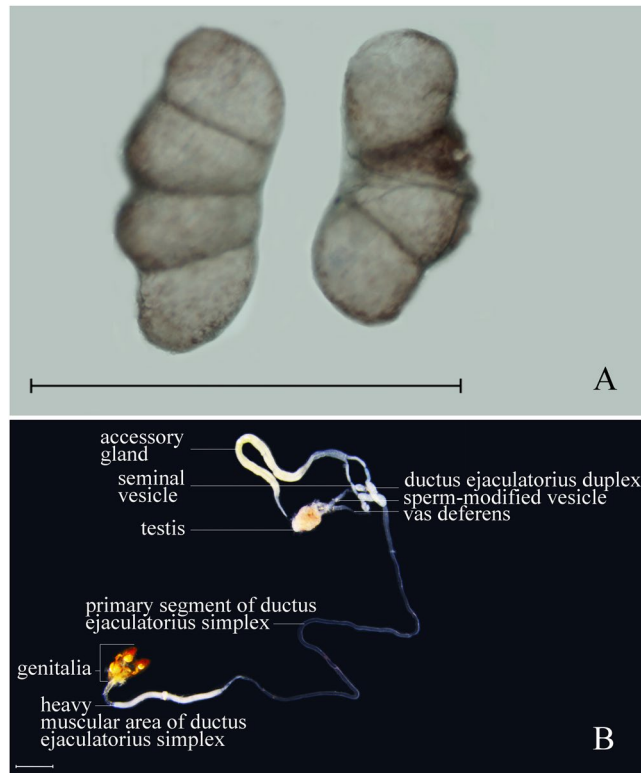 A
accessory
gland
seminal
vesicle
testis
ductus ejaculatorius duplex
sperm-modified vesicle
vas deferens
primary segment of ductus
ejaculatorius simplex
genitalia
heavy
muscular area of ductus
ejaculatorius simplex
B